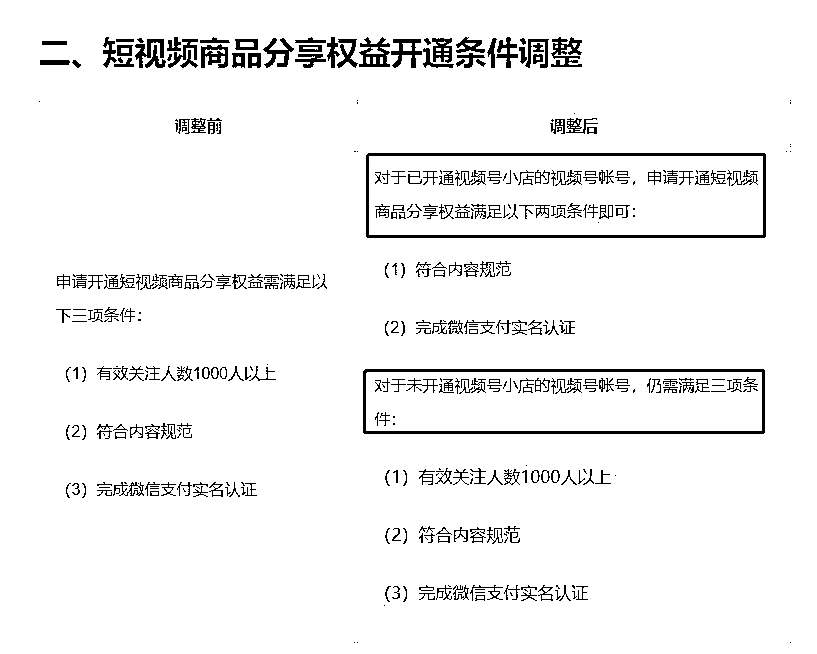 二、短视频商品分享权益开通条件调整
调整前
申请开通短视频商品分享权益需满足以
下三项条件：
（1）有效关注人数1000人以上
（2）符合内容规范
（3）完成微信支付实名认证
调整后
对于已开通视频号小店的视频号帐号，申请开通短视频
商品分享权益满足以下两项条件即可：
（1）符合内容规范
（2）完成微信支付实名认证
对于未开通视频号小店的视频号帐号，仍需满足三项条
件：
（1）有效关注人数1000人以上
（2）符合内容规范
（3）完成微信支付实名认证